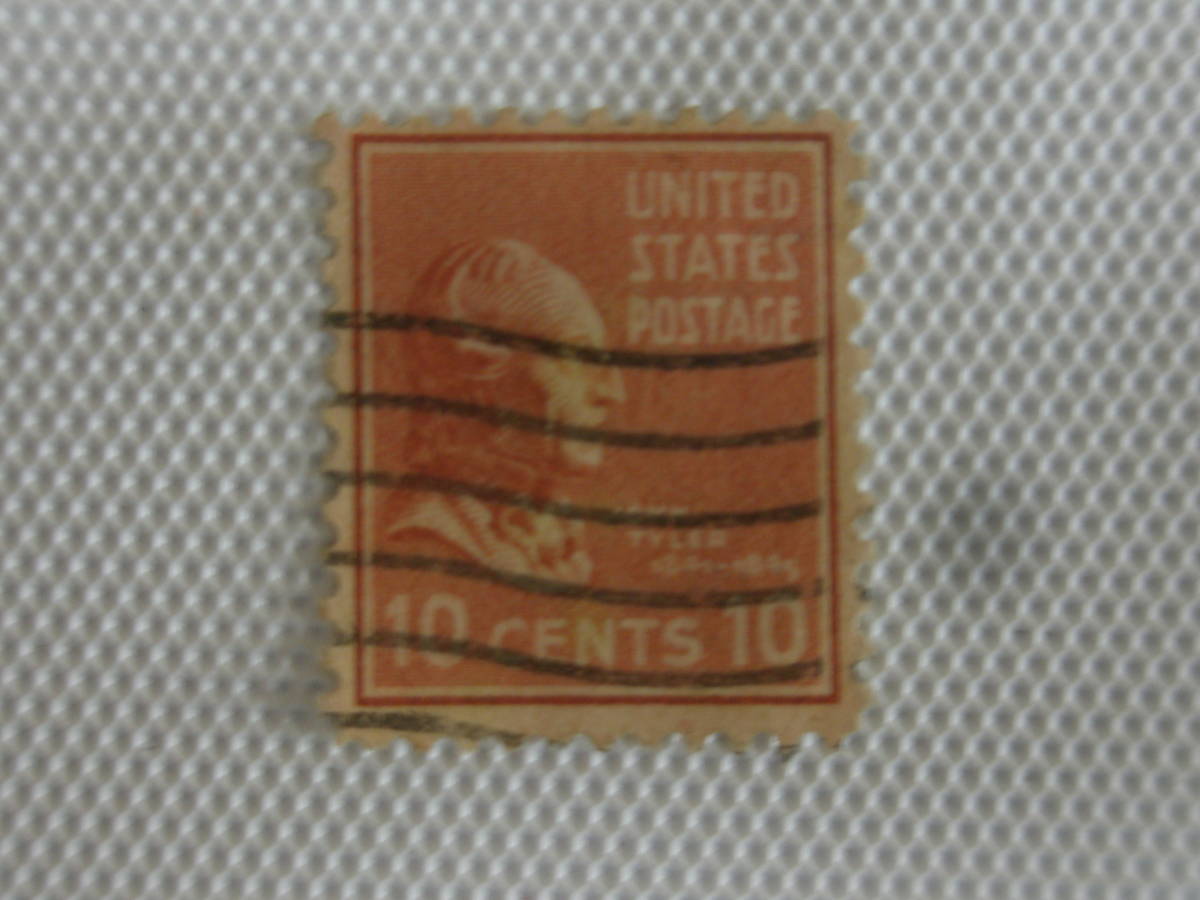 UNITED
STATES
POSTAGE
TYLER
10 CENTS 10